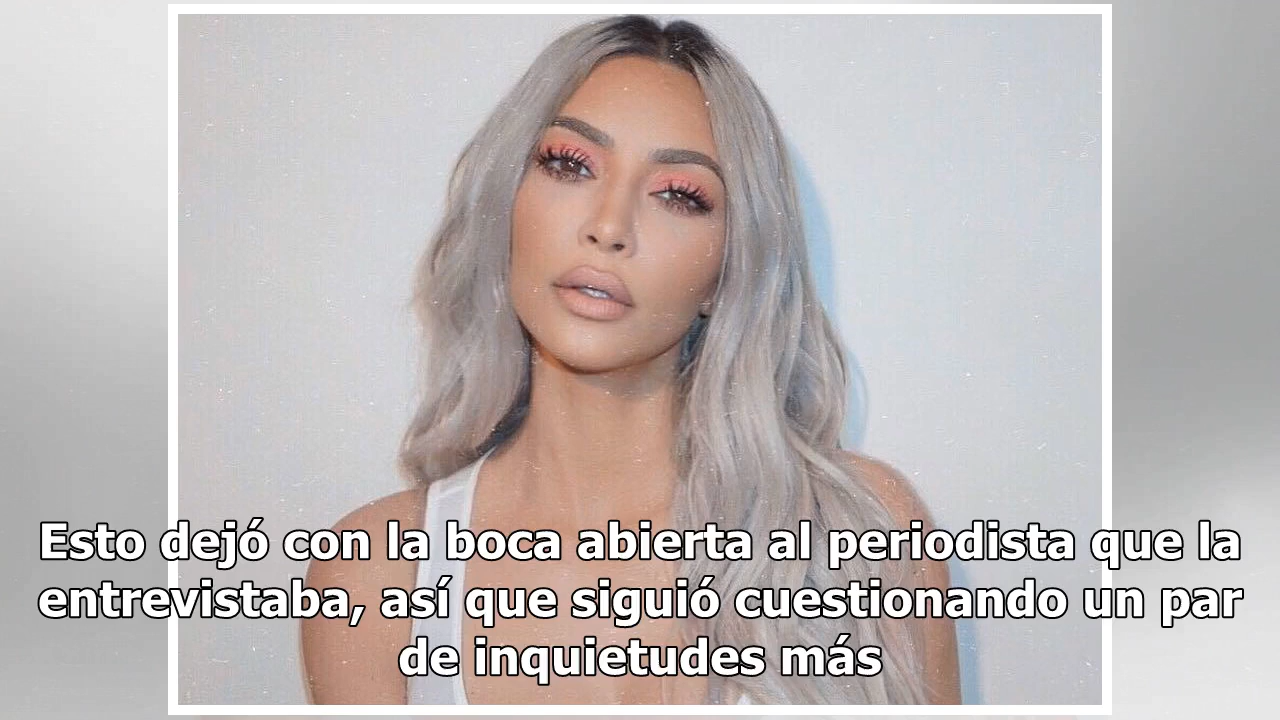 Esto dejó con la boca abierta al periodista que la
entrevistaba, así que siguió cuestionando un par
de inquietudes más